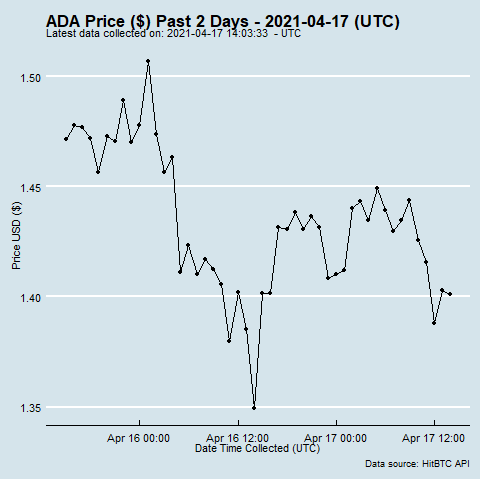 ADA Price ($) Past 2 Days - 2021-04-17 (UTC)
Latest data collected on: 2021-04-17 14:03:33 - UTC
1.50
1.45
1.40
1.35
Price USD ($)
Apr 16 00:00 Apr 16 12:00 Apr 17 00:00 Apr 17 12:00
Date Time Collected (UTC)
Data source: HitBTC API